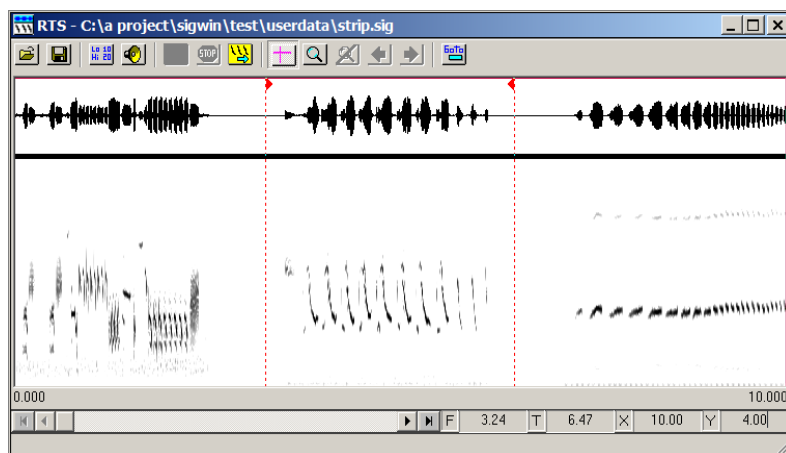 RTS - C:\a project\sigwin\test\userdata\strip.sig
Lo 10
Hi 20
STOP
GoTo
0.000 10.000
F 3.24 T 6.47 X 10.00 Y 4.00